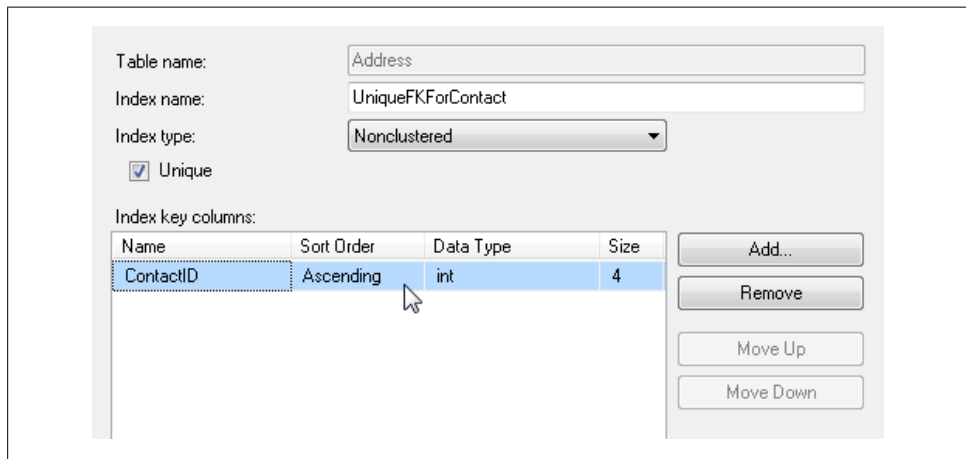 Table name: Address
Index name: UniqueFKForContact
Index type: Nonclustered
Unique
Index key columns:
Name Sort Order Data Type Size
ContactID Ascending int 4
Add...
Remove
Move Up
Move Down